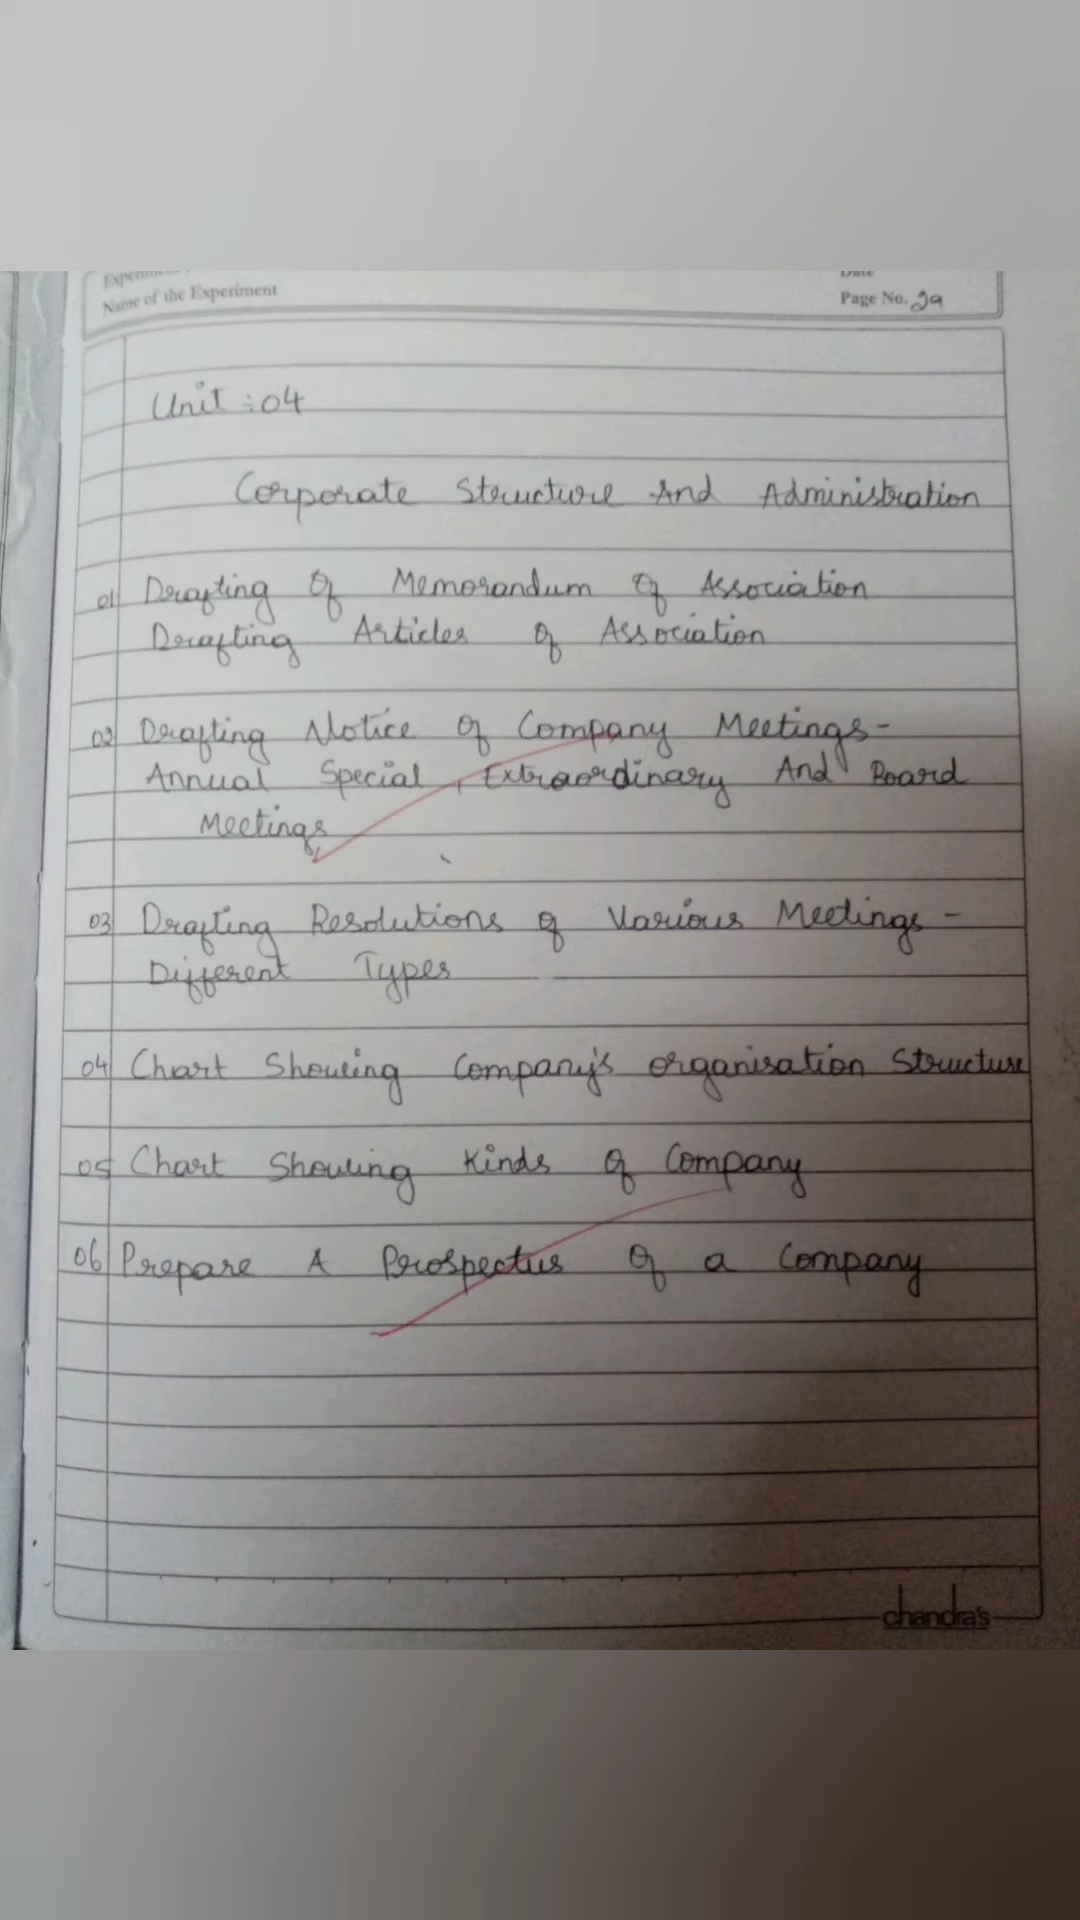 Name of the Experiment
Date
Page No. 29
Unit : 04
Corporate Structure And Administration
01 Drafting Of Memorandum Of Association
Drafting Articles Of Association
02 Drafting Notice Of Company Meetings -
Annual Special, Extraordinary And Board
Meetings
03 Drafting Resolutions Of Various Meetings -
Different Types
04 Chart Showing Company's organisation Structure
05 Chart Showing Kinds Of Company
06 Prepare A Prospectus Of a Company
chandra's